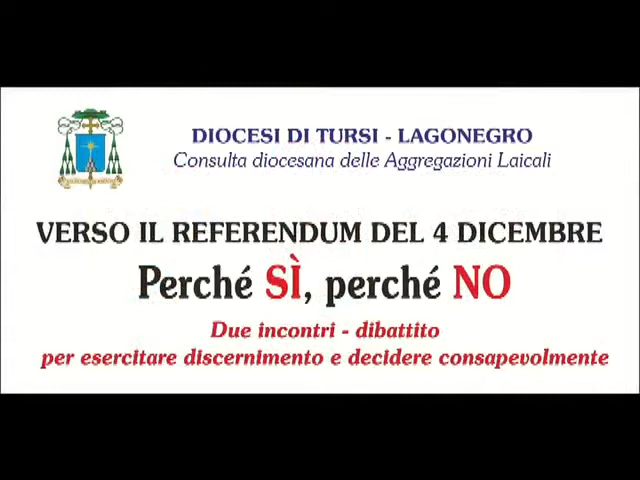 DIOCESI DI TURSI - LAGONEGRO
Consulta diocesana delle Aggregazioni Laicali
VERSO IL REFERENDUM DEL 4 DICEMBRE
Perché SÌ, perché NO
Due incontri - dibattito
per esercitare discernimento e decidere consapevolmente